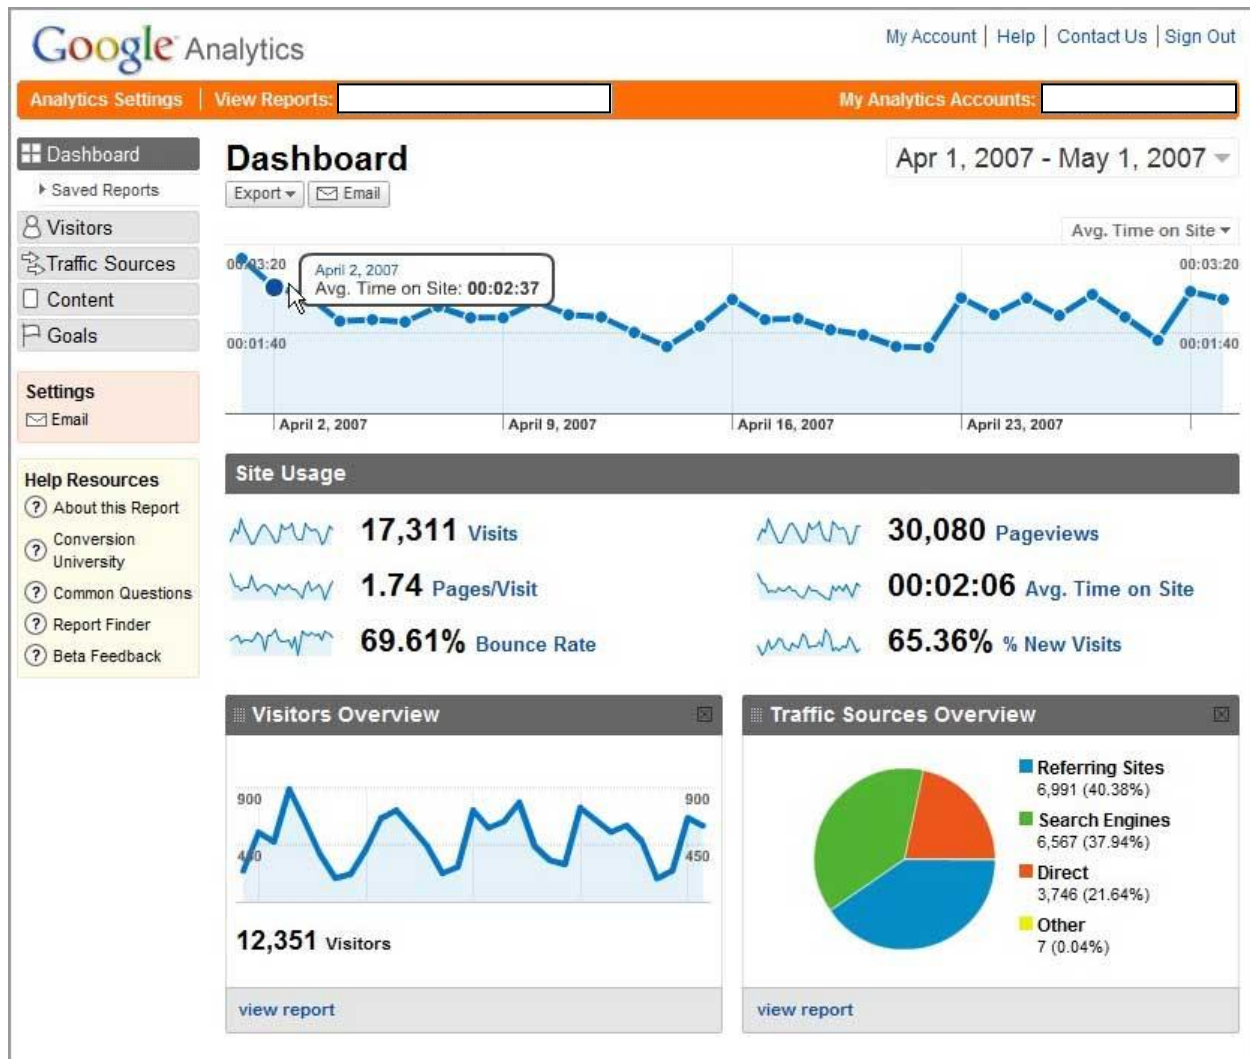 Google Analytics
My Account | Help | Contact Us | Sign Out
Analytics Settings | View Reports:
My Analytics Accounts:
Dashboard
Saved Reports
Visitors
Traffic Sources
Content
Goals
Settings
Email
Help Resources
About this Report
Conversion
University
Common Questions
Report Finder
Beta Feedback
Dashboard
Apr 1, 2007 - May 1, 2007
Export
Email
Avg. Time on Site
00:03:20
00:03:20
April 2, 2007
Avg. Time on Site: 00:02:37
00:01:40
00:01:40
April 2, 2007
April 9, 2007
April 16, 2007
April 23, 2007
Site Usage
17,311 Visits
30,080 Pageviews
1.74 Pages/Visit
00:02:06 Avg. Time on Site
69.61% Bounce Rate
65.36% % New Visits
Visitors Overview
900
900
450
450
12,351 Visitors
view report
Traffic Sources Overview
Referring Sites
6,991 (40.38%)
Search Engines
6,567 (37.94%)
Direct
3,746 (21.64%)
Other
7 (0.04%)
view report